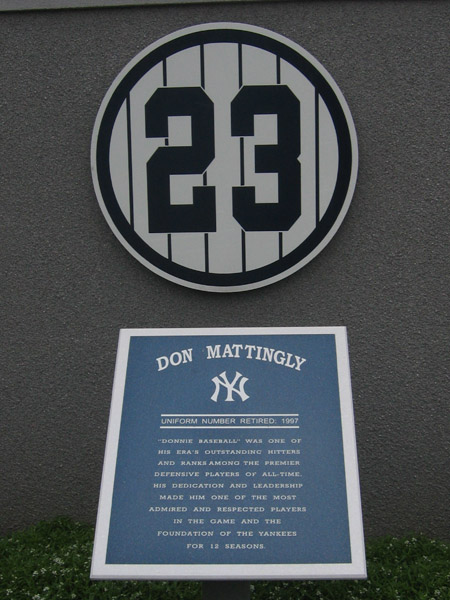 23
DON MATTINGLY
NY
UNIFORM NUMBER RETIRED: 1997
"DONNIE BASEBALL" WAS ONE OF
HIS ERA'S OUTSTANDING HITTERS
AND RANKS AMONG THE PREMIER
DEFENSIVE PLAYERS OF ALL-TIME.
HIS DEDICATION AND LEADERSHIP
MADE HIM ONE OF THE MOST
ADMIRED AND RESPECTED PLAYERS
IN THE GAME AND THE
FOUNDATION OF THE YANKEES
FOR 12 SEASONS.